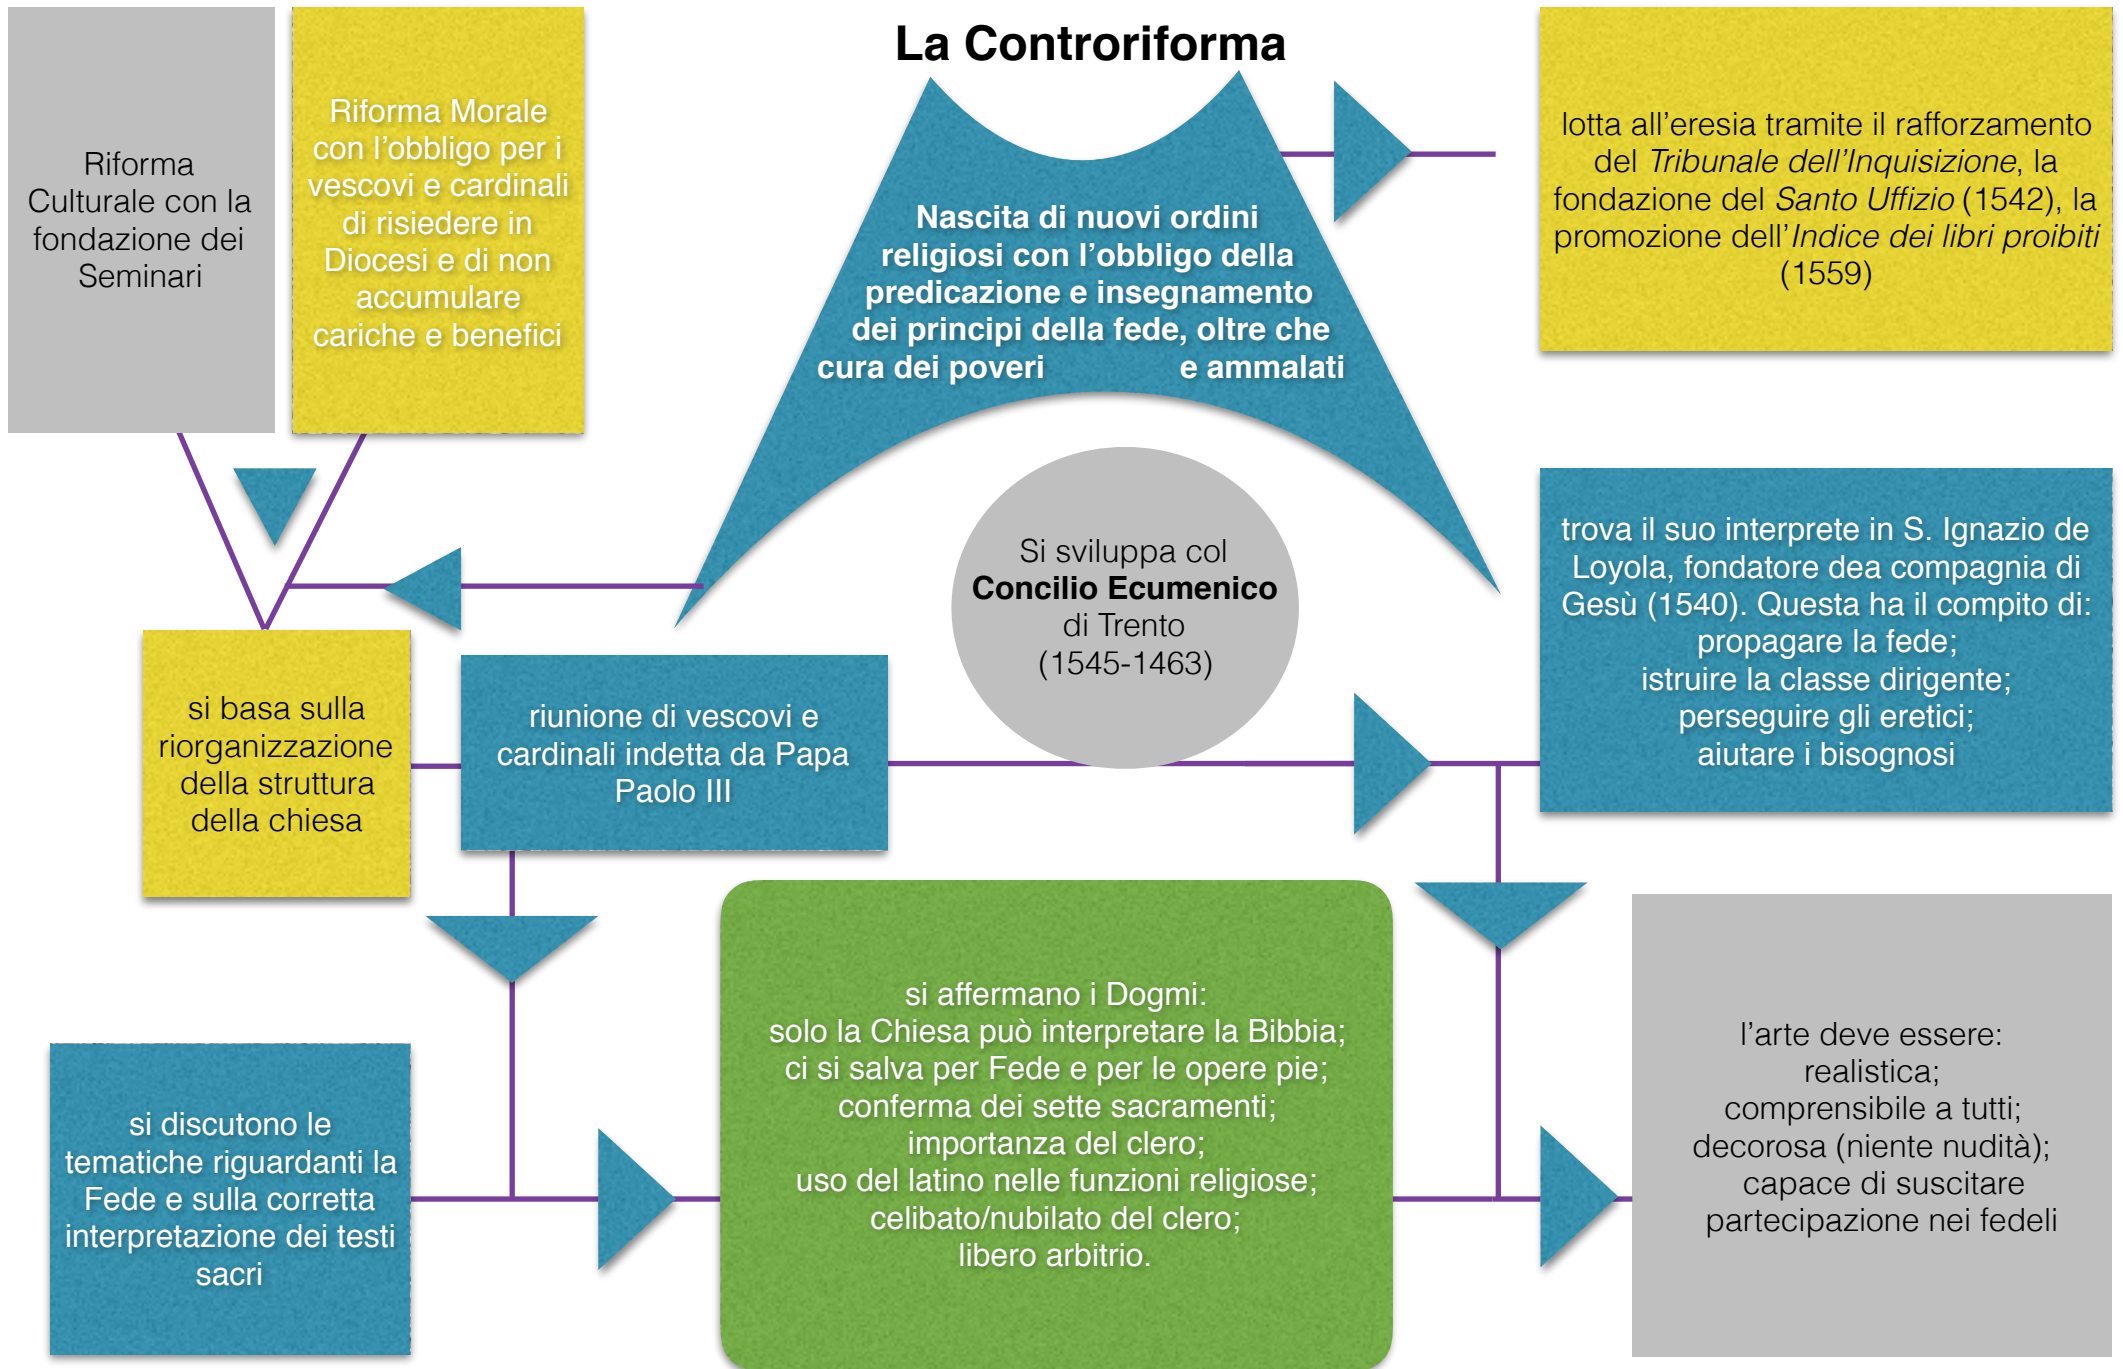 La Controriforma
Riforma
Culturale con la
fondazione dei
Seminari
Riforma Morale
con l'obbligo per i
vescovi e cardinali
di risiedere in
Diocesi e di non
accumulare
cariche e benefici
Nascita di nuovi ordini
religiosi con l'obbligo della
predicazione e insegnamento
dei principi della fede, oltre che
cura dei poveri e ammalati
lotta all'eresia tramite il rafforzamento
del Tribunale dell'Inquisizione, la
fondazione del Santo Uffizio (1542), la
promozione dell'Indice dei libri proibiti
(1559)
Si sviluppa col
Concilio Ecumenico
di Trento
(1545-1463)
trova il suo interprete in S. Ignazio de
Loyola, fondatore dea compagnia di
Gesù (1540). Questa ha il compito di:
propagare la fede;
istruire la classe dirigente;
perseguire gli eretici;
aiutare i bisognosi
si basa sulla
riorganizzazione
della struttura
della chiesa
riunione di vescovi e
cardinali indetta da Papa
Paolo III
si discutono le
tematiche riguardanti la
Fede e sulla corretta
interpretazione dei testi
sacri
si affermano i Dogmi:
solo la Chiesa può interpretare la Bibbia;
ci si salva per Fede e per le opere pie;
conferma dei sette sacramenti;
importanza del clero;
uso del latino nelle funzioni religiose;
celibato/nubilato del clero;
libero arbitrio.
l'arte deve essere:
realistica;
comprensibile a tutti;
decorosa (niente nudità);
capace di suscitare
partecipazione nei fedeli